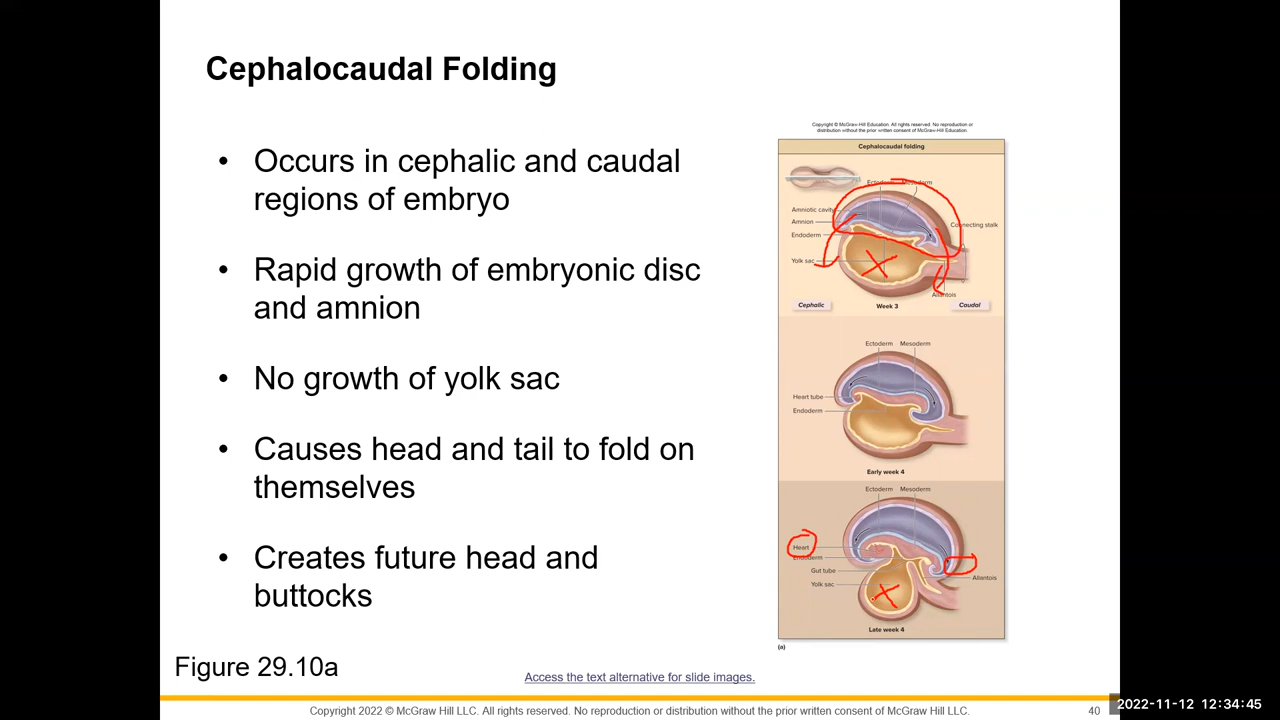 Cephalocaudal Folding
• Occurs in cephalic and caudal
regions of embryo
• Rapid growth of embryonic disc
and amnion
• No growth of yolk sac
• Causes head and tail to fold on
themselves
• Creates future head and
buttocks
Figure 29.10a
Copyright © McGraw-Hill Education. All rights reserved. No reproduction or
distribution without the prior written consent of McGraw-Hill Education.
Cephalocaudal folding
Ectoderm Mesoderm
Amniotic cavity
Amnion
Connecting stalk
Endoderm
Yolk sac
Allantois
Cephalic
Week 3
Caudal
Ectoderm Mesoderm
Heart tube
Endoderm
Early week 4
Ectoderm Mesoderm
Heart
Endoderm
Gut tube
Allantois
Yolk sac
Late week 4
(a)
Access the text alternative for slide images.
Copyright 2022 © McGraw Hill LLC. All rights reserved. No reproduction or distribution without the prior written consent of McGraw Hill LLC.
40
2022-11-12 12:34:45